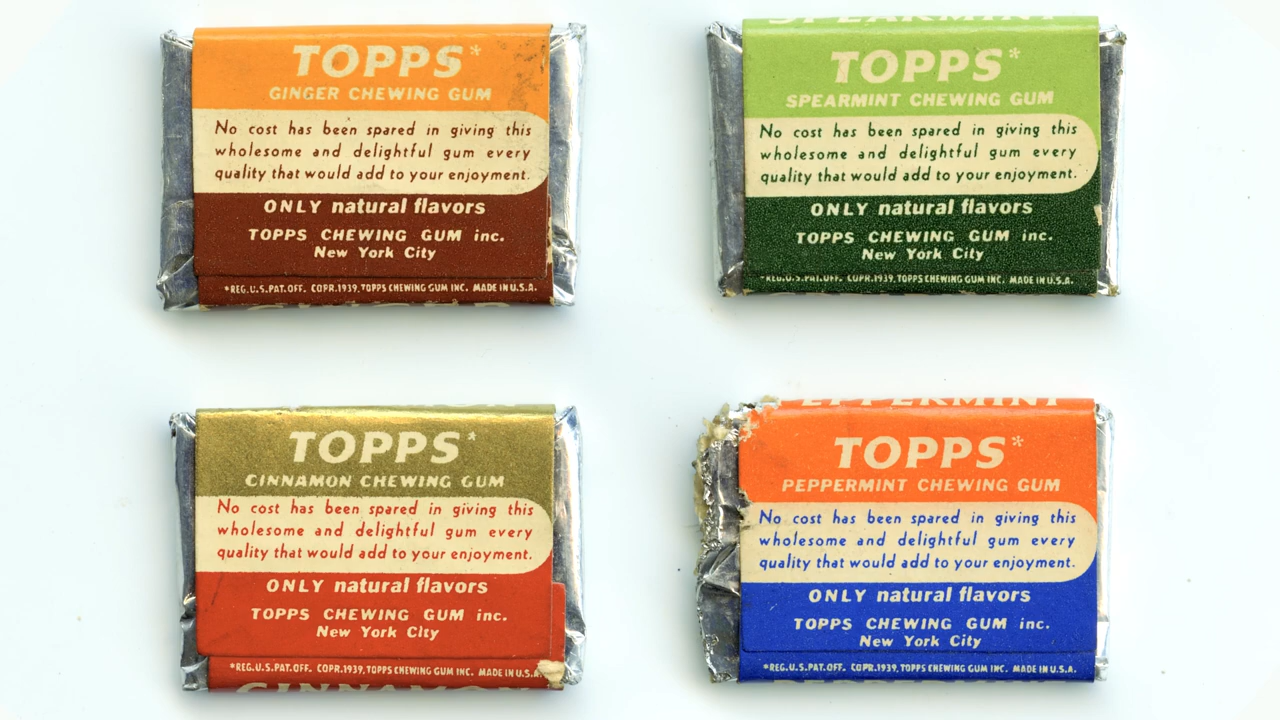 TOPPS*
GINGER CHEWING GUM
No cost has been spared in giving this
wholesome and delightful gum every
quality that would add to your enjoyment.
ONLY natural flavors
TOPPS CHEWING GUM inc.
New York City
*REG.U.S.PAT.OFF. COPR.1939, TOPPS CHEWING GUM INC. MADE IN U.S.A.
SPEARMINT
TOPPS*
SPEARMINT CHEWING GUM
No cost has been spared in giving this
wholesome and delightful gum every
quality that would add to your enjoyment.
ONLY natural flavors
TOPPS CHEWING GUM inc.
New York City
*REG.U.S.PAT.OFF. COPR.1939, TOPPS CHEWING GUM INC. MADE IN U.S.A.
TOPPS*
CINNAMON CHEWING GUM
No cost has been spared in giving this
wholesome and delightful gum every
quality that would add to your enjoyment.
ONLY natural flavors
TOPPS CHEWING GUM inc.
New York City
*REG.U.S.PAT.OFF. COPR.1939, TOPPS CHEWING GUM INC. MADE IN U.S.A.
CINNAMON
PEPPERMINT
TOPPS*
PEPPERMINT CHEWING GUM
No cost has been spared in giving this
wholesome and delightful gum every
quality that would add to your enjoyment.
ONLY natural flavors
TOPPS CHEWING GUM inc.
New York City
*REG.U.S.PAT.OFF. COPR.1939, TOPPS CHEWING GUM INC. MADE IN U.S.A.